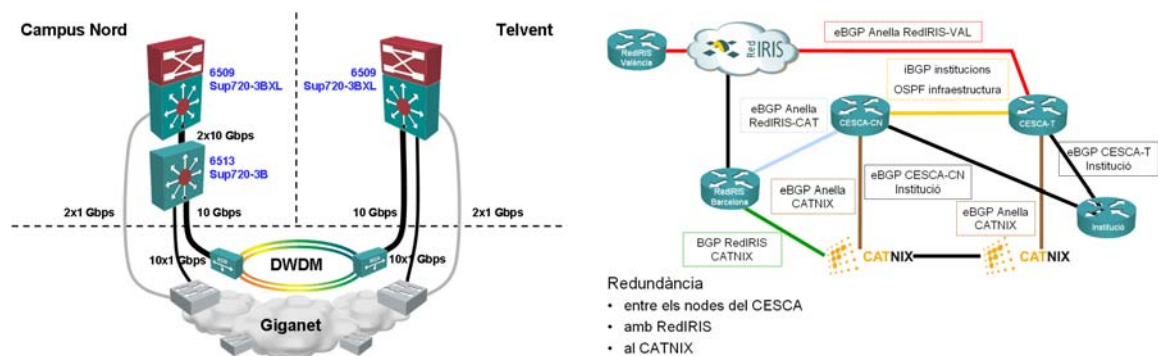 Campus Nord
Telvent
6509
Sup720-3BXL
6509
Sup720-3BXL
2x10 Gbps
6513
Sup720-3B
2x1 Gbps
10 Gbps
10 Gbps
2x1 Gbps
10x1 Gbps
DWDM
10x1 Gbps
Giganet
RedIRIS
València
Red IRIS
eBGP Anella RedIRIS-VAL
iBGP institucions
OSPF infraestructura
eBGP Anella
RedIRIS-CAT
CESCA-CN
CESCA-T
eBGP CESCA-T
Institució
RedIRIS
Barcelona
eBGP Anella
CATNIX
eBGP CESCA-CN
Institució
eBGP Anella
CATNIX
Institució
BGP RedIRIS
CATNIX
CATNIX
CATNIX
Redundància
• entre els nodes del CESCA
• amb RedIRIS
• al CATNIX